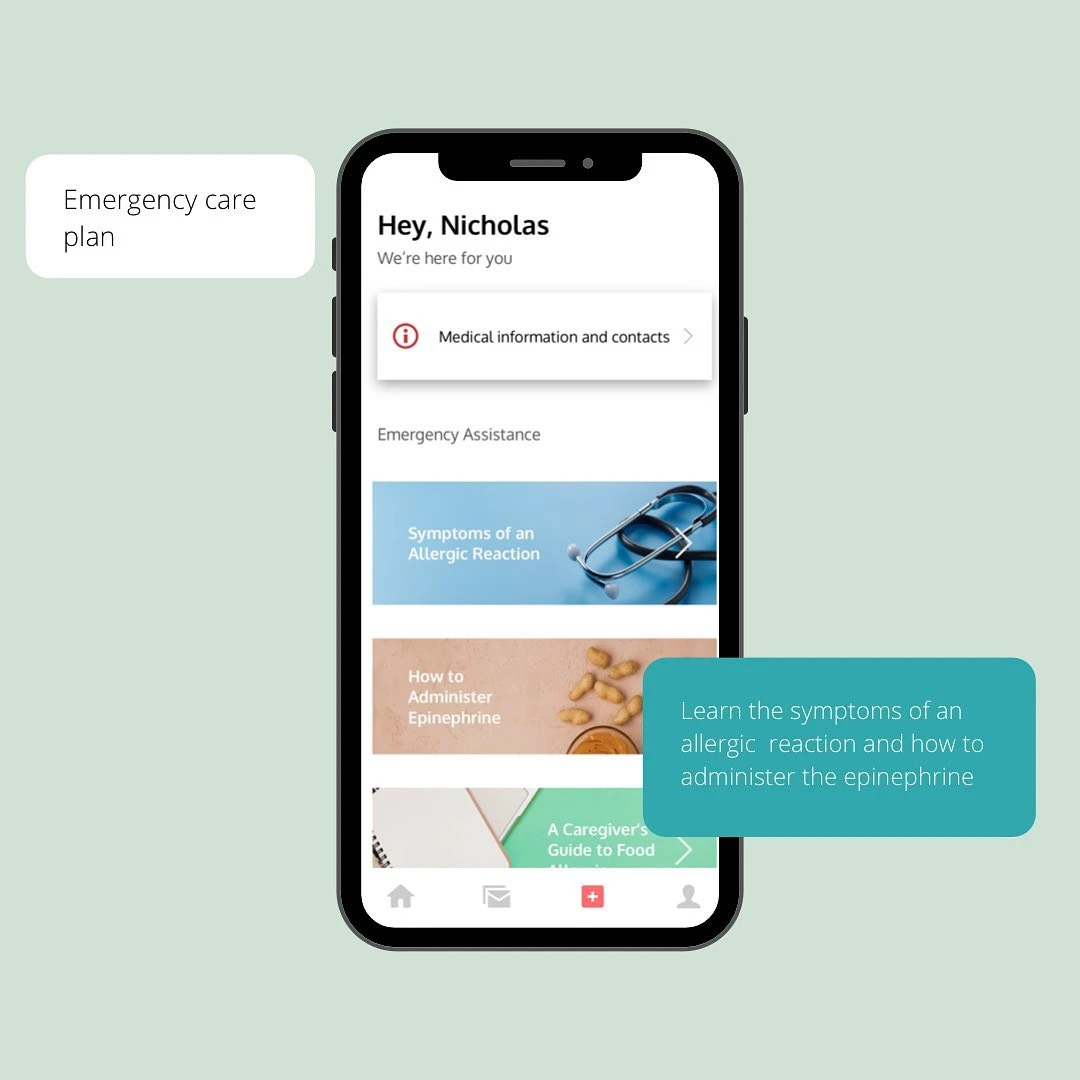 Emergency care
plan
Hey, Nicholas
We're here for you
Medical information and contacts
Emergency Assistance
Symptoms of an
Allergic Reaction
How to
Administer
Epinephrine
Learn the symptoms of an
allergic  reaction and how to
administer the epinephrine
A Caregiver's
Guide to Food